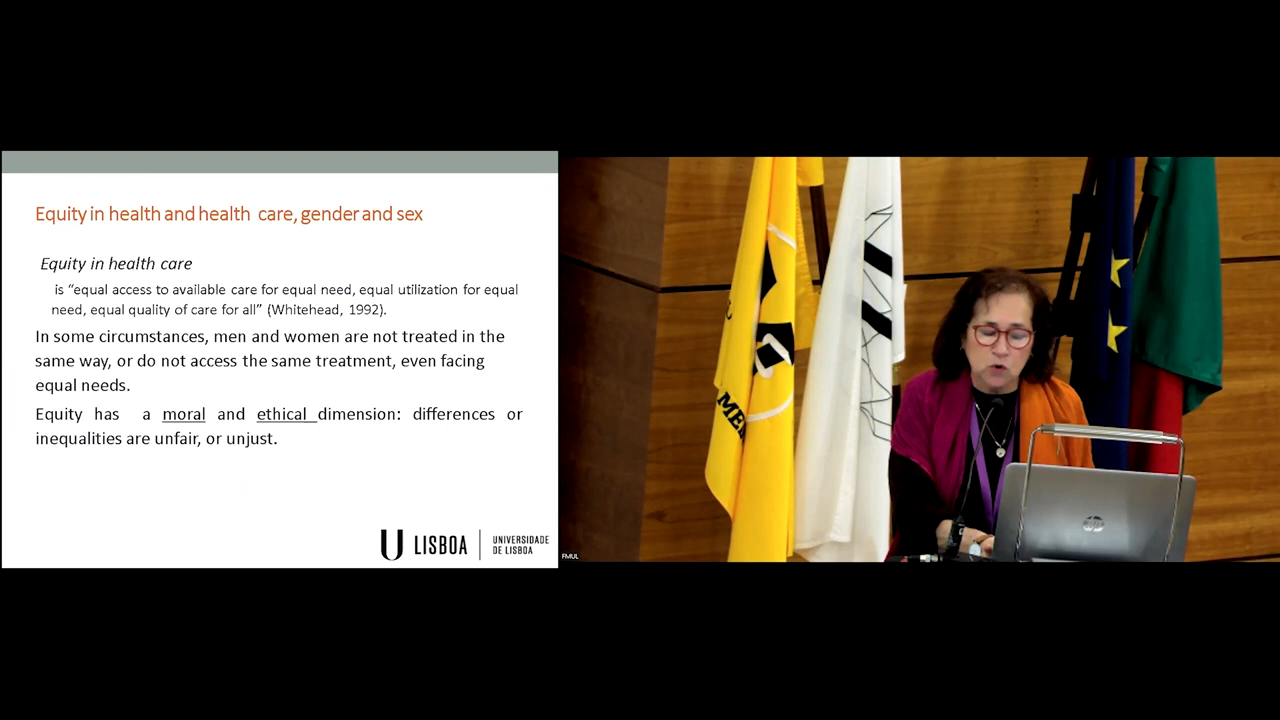 Equity in health and health care, gender and sex
Equity in health care
is “equal access to available care for equal need, equal utilization for equal
need, equal quality of care for all” (Whitehead, 1992).
In some circumstances, men and women are not treated in the
same way, or do not access the same treatment, even facing
equal needs.
Equity has a moral and ethical dimension: differences or
inequalities are unfair, or unjust.
U LISBOA
UNIVERSIDADE
DE LISBOA
FMUL
hp